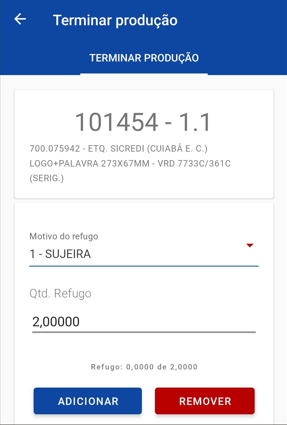 Terminar produção
TERMINAR PRODUÇÃO
101454 - 1.1
700.075942 - ETQ. SICREDI (CUIABÁ E. C.)
LOGO+PALAVRA 273X67MM - VRD 7733C/361C
(SERIG.)
Motivo do refugo
1 - SUJEIRA
Qtd. Refugo
2,00000
Refugo: 0,0000 de 2,0000
ADICIONAR REMOVER